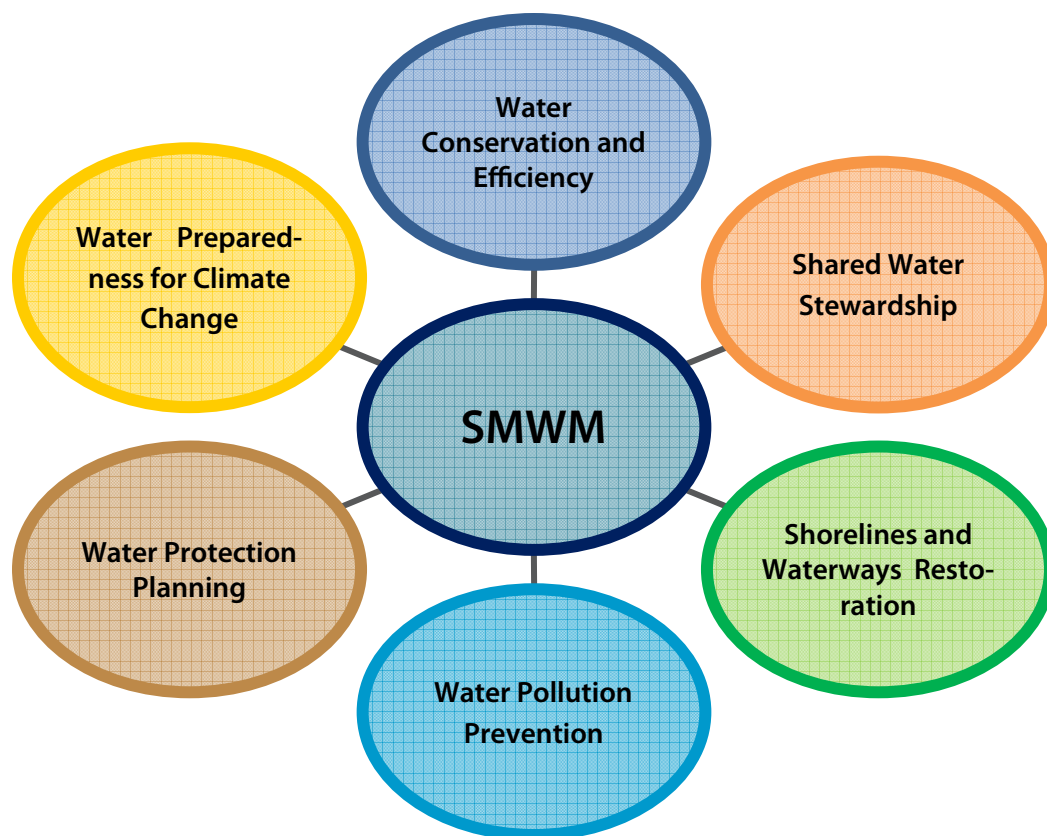 Water
Conservation and
Efficiency
Water Prepared-
ness for Climate
Change
Shared Water
Stewardship
SMWM
Water Protection
Planning
Shorelines and
Waterways Resto-
ration
Water Pollution
Prevention